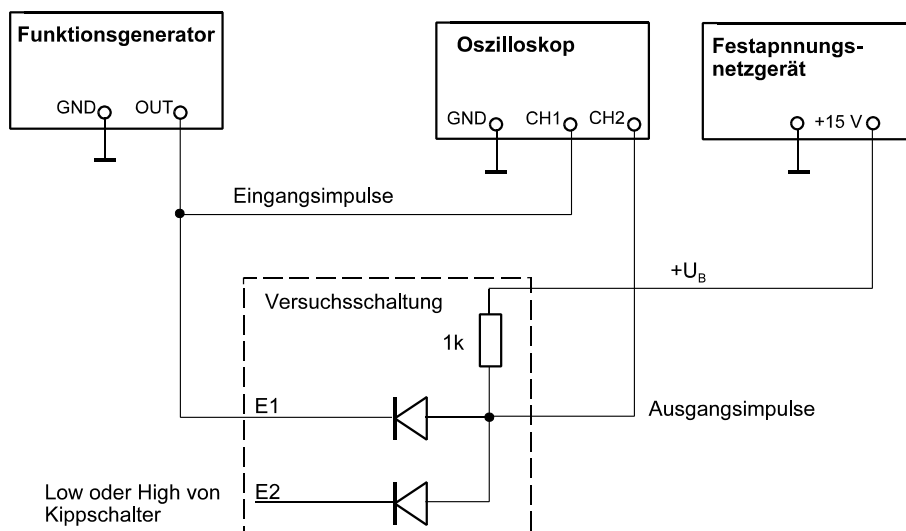 Funktionsgenerator
GND
OUT
Oszilloskop
GND
CH1
CH2
Festapnnungs-
netzgerät
+15 V
Eingangsimpulse
+UB
Versuchsschaltung
1k
E1
Ausgangsimpulse
Low oder High von
Kippschalter
E2